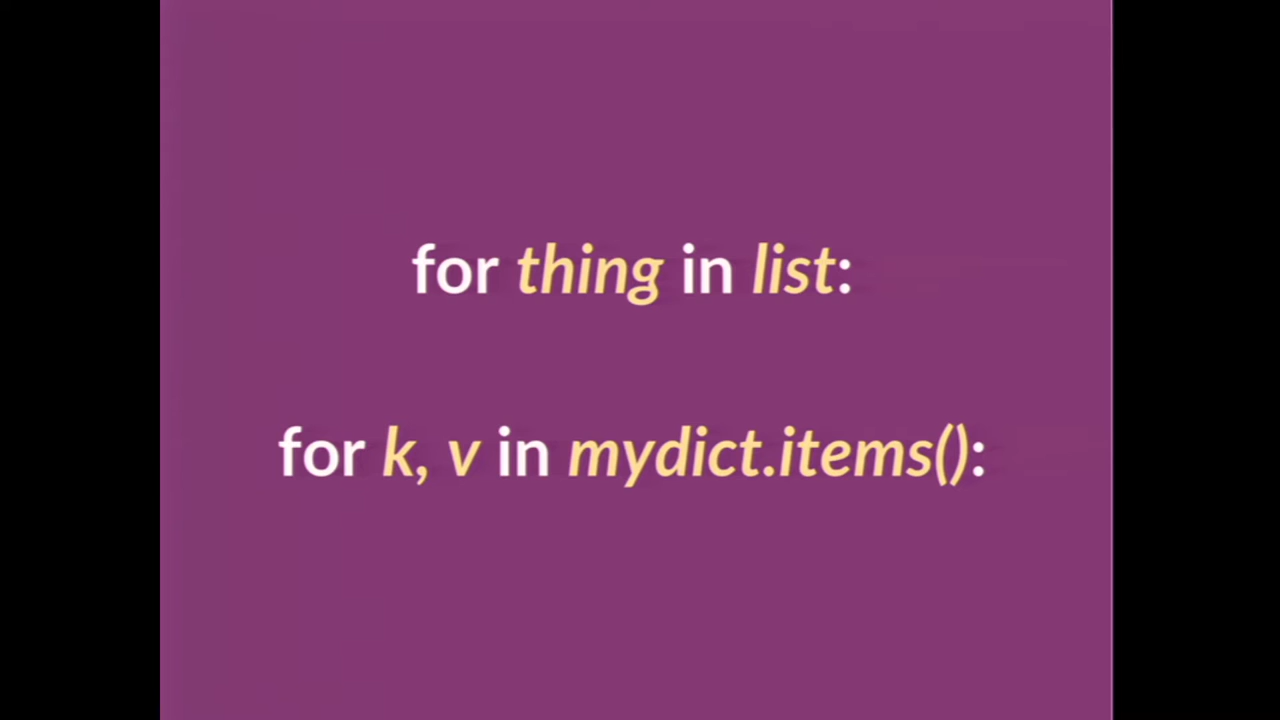 for thing in list:
for k, v in mydict.items():